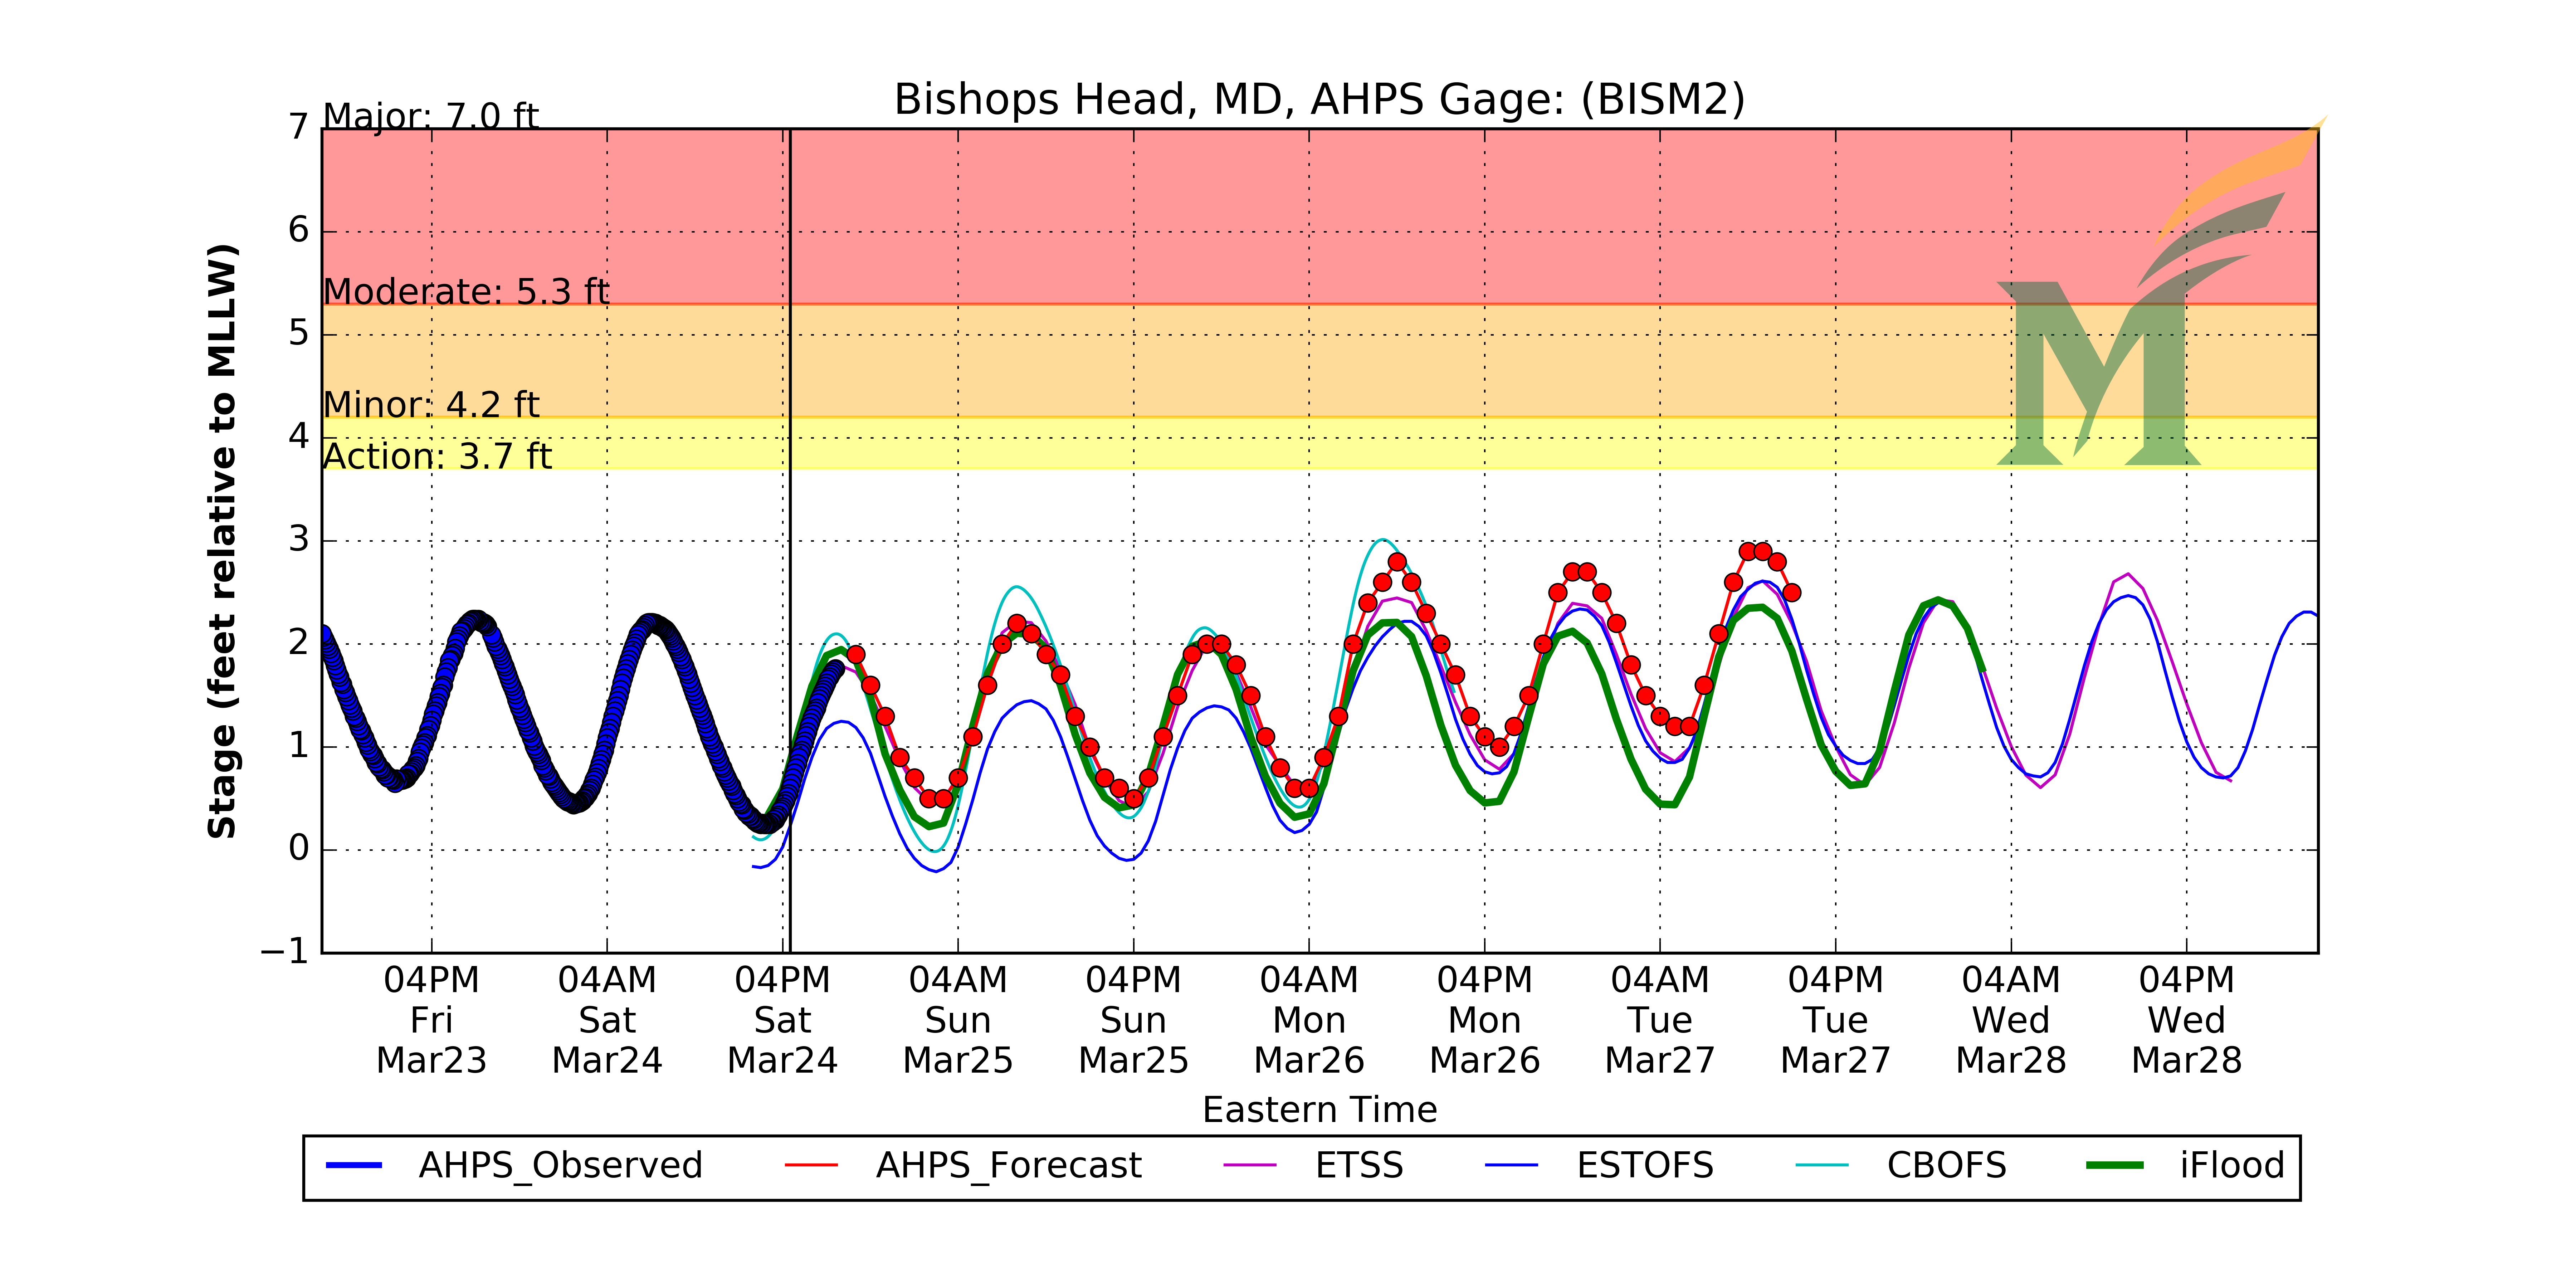 Bishops Head, MD, AHPS Gage: (BISM2)
Major: 7.0 ft
Moderate: 5.3 ft
Minor: 4.2 ft
Action: 3.7 ft
7
6
5
4
3
2
1
0
−1
Stage (feet relative to MLLW)
04PM 04AM 04PM 04AM 04PM 04AM 04PM 04AM 04PM 04AM 04PM
Fri Sat Sat Sun Sun Mon Mon Tue Tue Wed Wed
Mar23 Mar24 Mar24 Mar25 Mar25 Mar26 Mar26 Mar27 Mar27 Mar28 Mar28
Eastern Time
AHPS_Observed AHPS_Forecast ETSS ESTOFS CBOFS iFlood
M